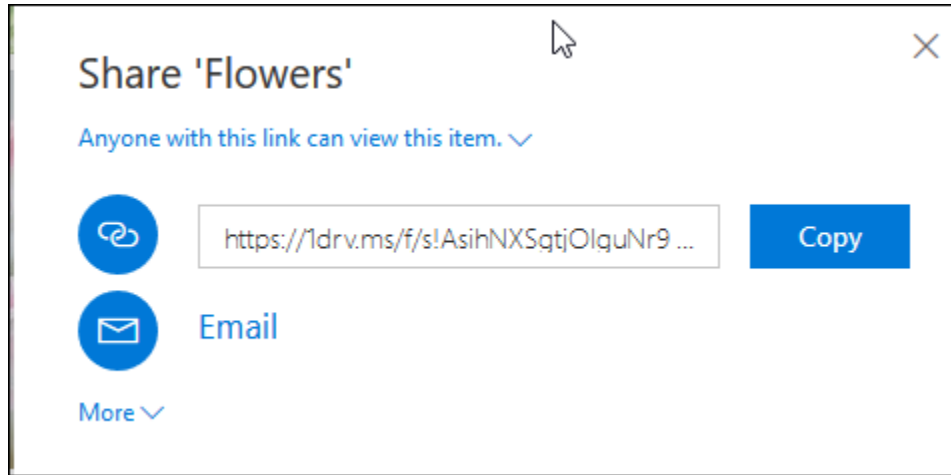 Share 'Flowers'
Anyone with this link can view this item.
https://1drv.ms/f/s!AsihNXSgtjOlguNr9 ...
Copy
Email
More